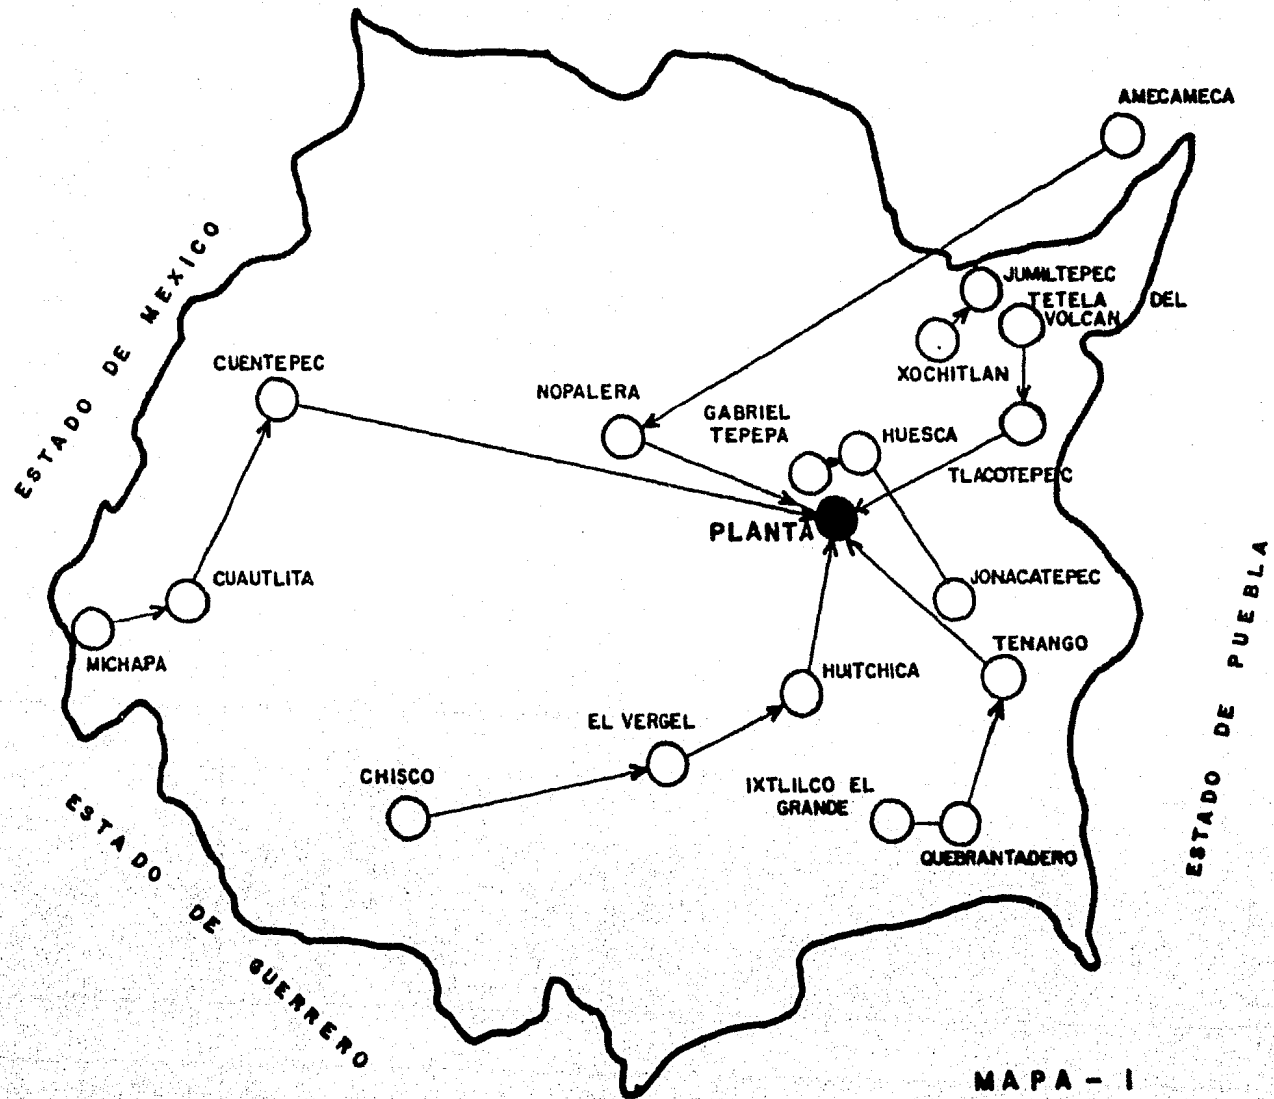 AMECAMECA
ESTADO DE MEXICO
JUMILTEPEC
TETELA DEL
VOLCAN
XOCHITLAN
CUENTEPEC
NOPALERA
GABRIEL
TEPEPA
HUESCA
TLACOTEPEC
PLANTA
CUAUTLITA
JONACATEPEC
MICHAPA
TENANGO
HUITCHICA
EL VERGEL
CHISCO
IXTLILCO EL
GRANDE
QUEBRANTADERO
ESTADO DE PUEBLA
ESTADO DE GUERRERO
MAPA - I